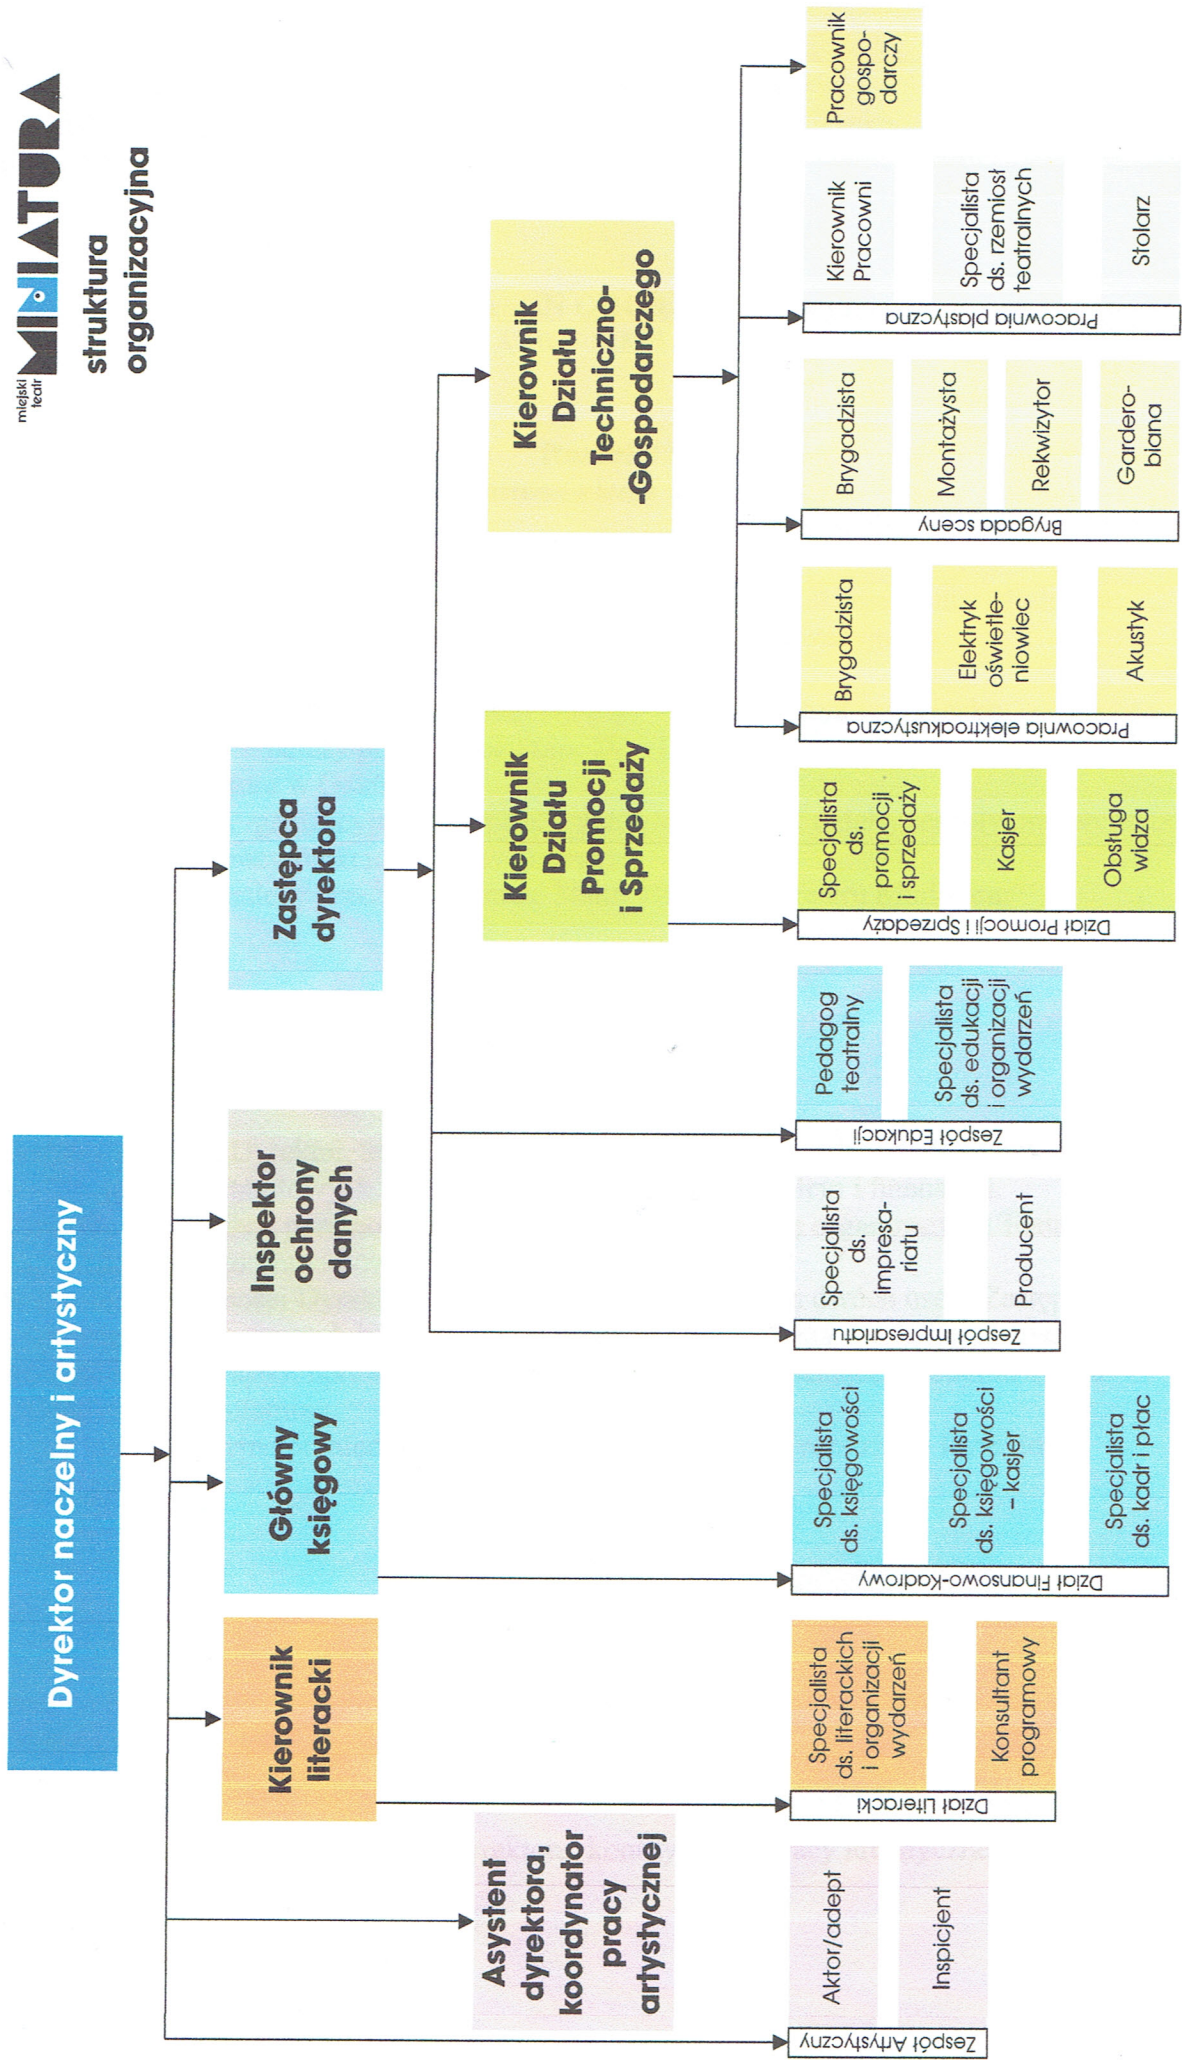 miejski
teatr
MINIATURA
struktura
organizacyjna
Dyrektor naczelny i artystyczny
Kierownik
literacki
Główny
księgowy
Inspektor
ochrony
danych
Zastępca
dyrektora
Asystent
dyrektora,
koordynator
pracy
artystycznej
Kierownik
Działu
Promocji
i Sprzedaży
Kierownik
Działu
Techniczno-
-Gospodarczego
Zespół Artystyczny
Aktor/adept
Inspicjent
Dział Literacki
Specjalista
ds. literackich
i organizacji
wydarzeń
Konsultant
programowy
Dział Finansowo-Kadrowy
Specjalista
ds. księgowości
Specjalista
ds. księgowości
– kasjer
Specjalista
ds. kadr i płac
Zespół Impresariatu
Specjalista
ds.
impresa-
riatu
Producent
Zespół Edukacji
Pedagog
teatralny
Specjalista
ds. edukacji
i organizacji
wydarzeń
Dział Promocji i Sprzedaży
Specjalista
ds.
promocji
i sprzedaży
Kasjer
Obsługa
widza
Pracownia elektroakustyczna
Brygadzista
Elektryk
oświetle-
niowiec
Akustyk
Brygada sceny
Brygadzista
Montażysta
Rekwizytor
Gardero-
biana
Pracownia plastyczna
Kierownik
Pracowni
Specjalista
ds. rzemiosł
teatralnych
Stolarz
Pracownik
gospo-
darczy